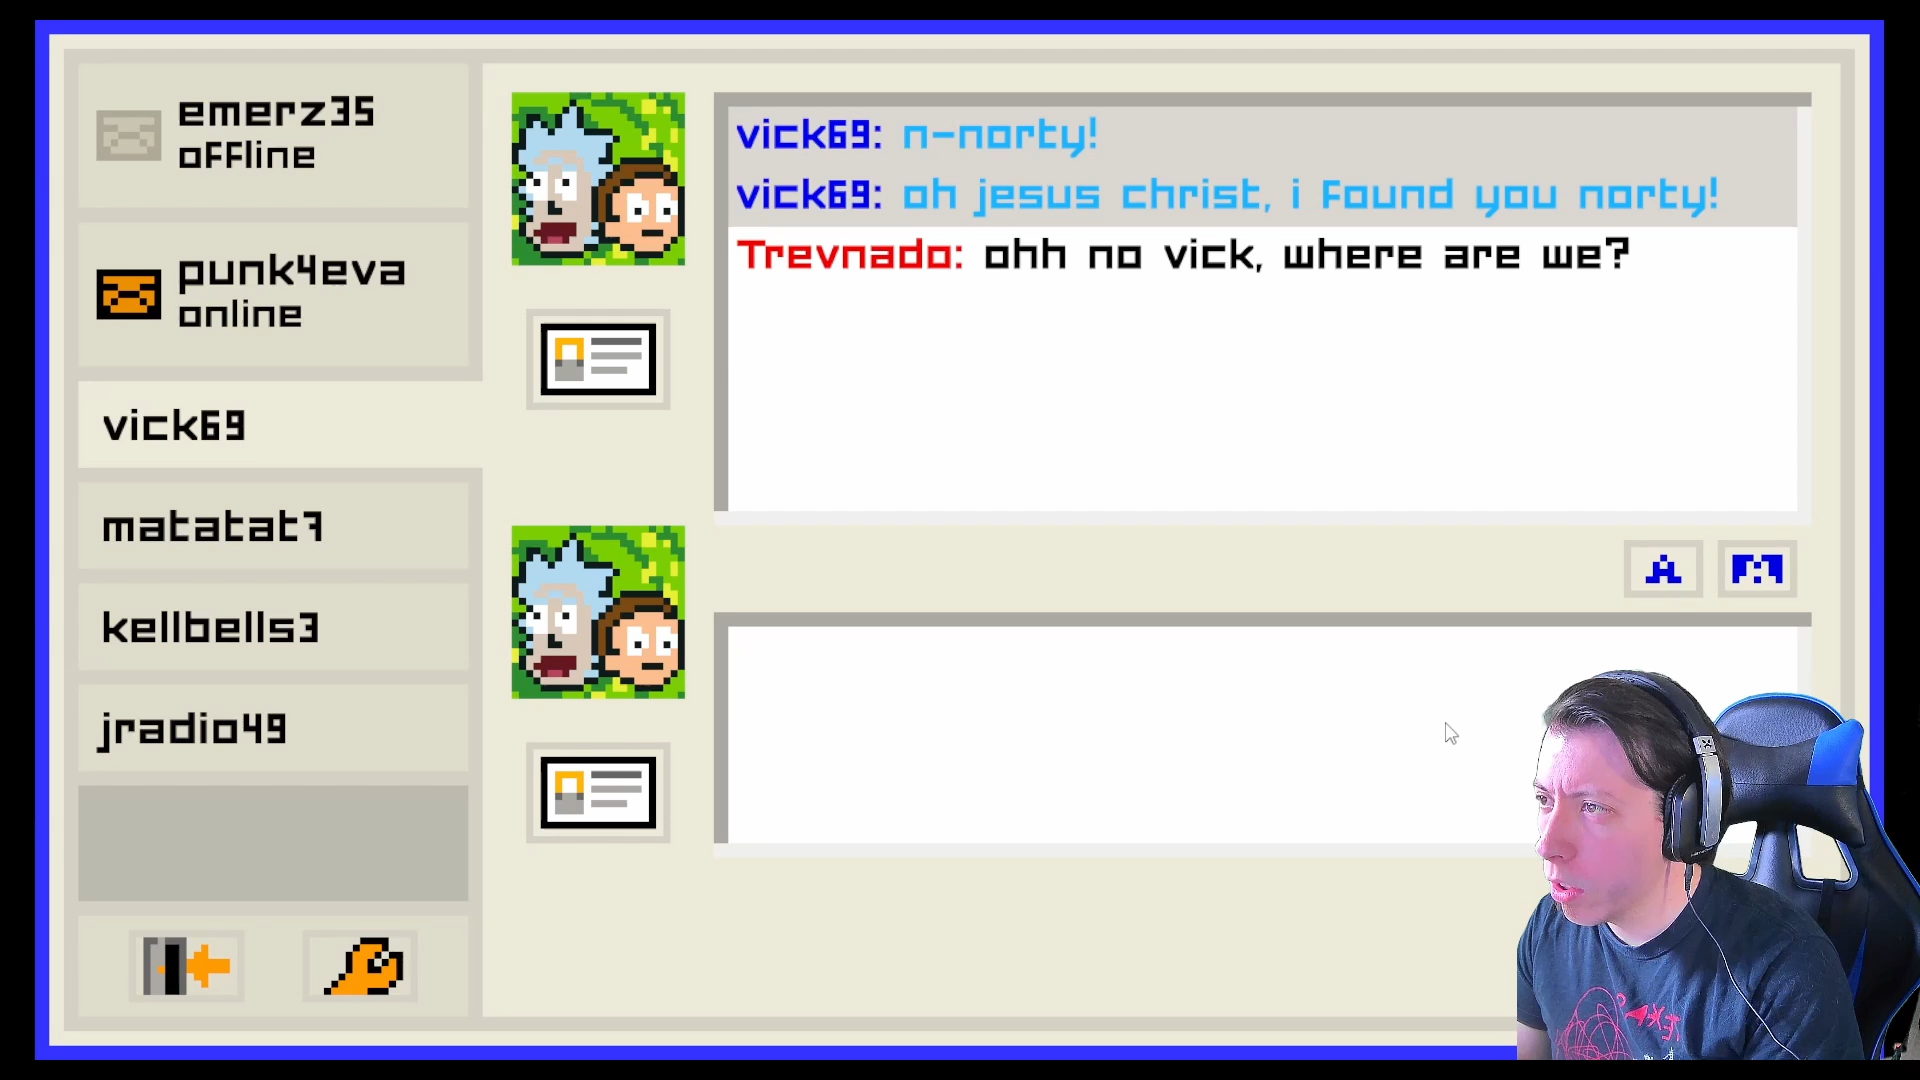 emerz35
offline
punk4eva
online
vick69
matatat7
kellbells3
jradio49
vick69: n-norty!
vick69: oh jesus christ, i found you norty!
Trevnado: ohh no vick, where are we?
A